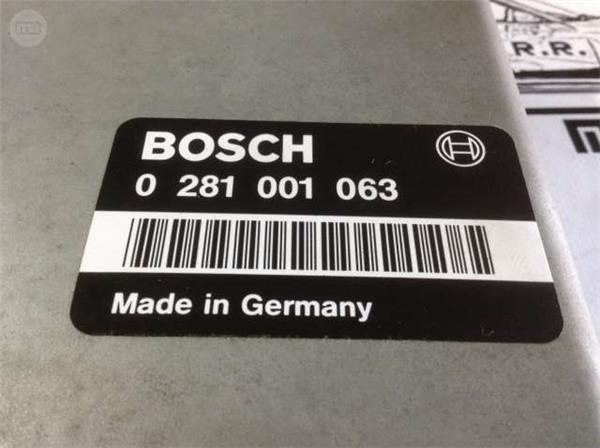 BOSCH
0 281 001 063
Made in Germany
R.R.